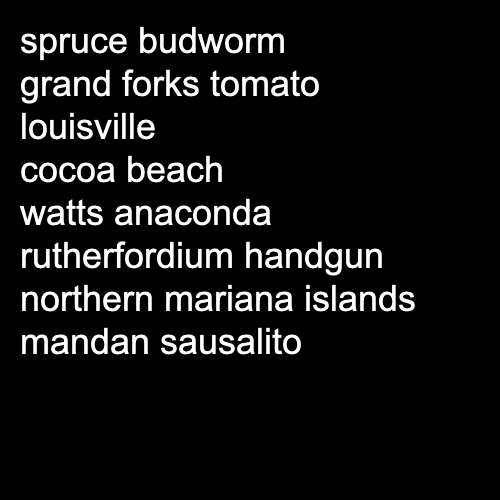 spruce budworm
grand forks tomato
louisville
cocoa beach
watts anaconda
rutherfordium handgun
northern mariana islands
mandan sausalito